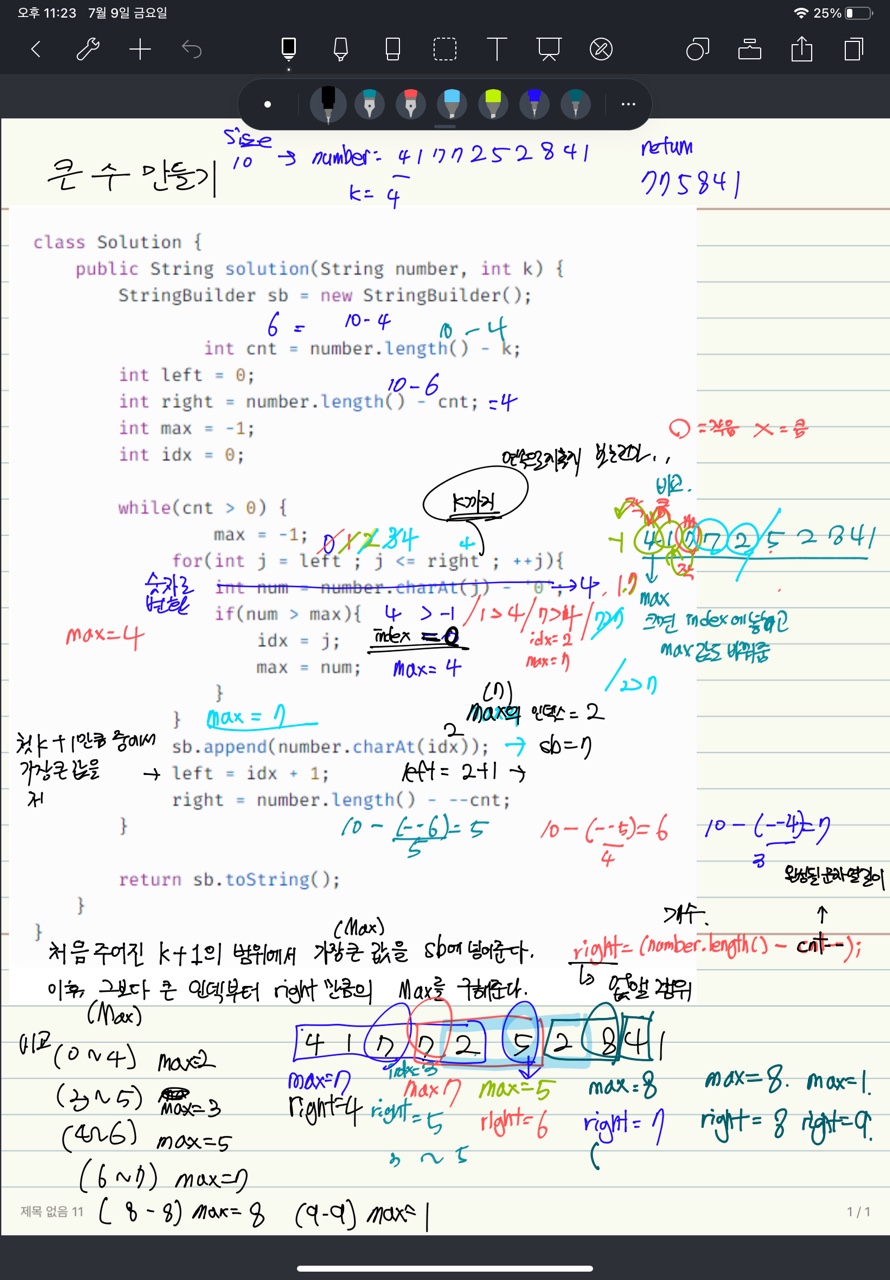 오후 11:23 7월 9일 금요일
25%
큰 수 만들기
size
10 → number= 4177252841
k= 4
return
775841
class Solution {
public String solution(String number, int k) {
StringBuilder sb = new StringBuilder();
6 = 10-4
10-4
int cnt = number.length() - k;
int left = 0;
10-6
int right = number.length() - cnt; =4
int max = -1;
int idx = 0;
○=작음 X=큼
비교.
while(cnt > 0) {
K까지
max = -1;
0 1 2 3 4
4
-1 4 1 7 7 2 / 5 2 8 4 1
for(int j = left ; j <= right ; ++j){
숫자로 변환
int num = number.charAt(j) - '0'; → 4, 1, 7
if(num > max){ 4 > -1 / 1>4 / 7>4 / 7>7
max
크면 index에 넣고
max값도 바꿔줌
max=4
idx = j; index = 0
idx=2
max = num; max=4
max=7
/ 2>7
}
} max = 7
(7)
max의 인덱스 = 2
2
첫 k+1만큼 중에서
가장 큰 값을
sb.append(number.charAt(idx)); → sb=7
→ left = idx + 1; left = 2+1 →
right = number.length() - --cnt;
}
10-(--6)=5
5
10-(--5)=6
4
10-(--4)=7
3
완성될 문자열길이
return sb.toString();
}
}
개수.
↑
right= (number.length() - cnt--);
(Max)
처음 주어진 k+1의 범위에서 가장큰 값을 sb에 넣어준다.
이후, 그보다 큰 인덱부터 right 만큼의 Max를 구해준다.
없앨 범위
(Max)
비교
4 1 7 7 2 5 2 8 4 1
(0~4) max=2
(3~5) max=3
(4~6) max=5
(6~7) max=7
(8-8) max=8 (9-9) max=1
max=7
right=4
idx=3
max 7
right=5
3 ~ 5
max=5
right=6
max=8
right=7
(
max=8. max=1.
right=8 right=9.
제목 없음 11
1 / 1